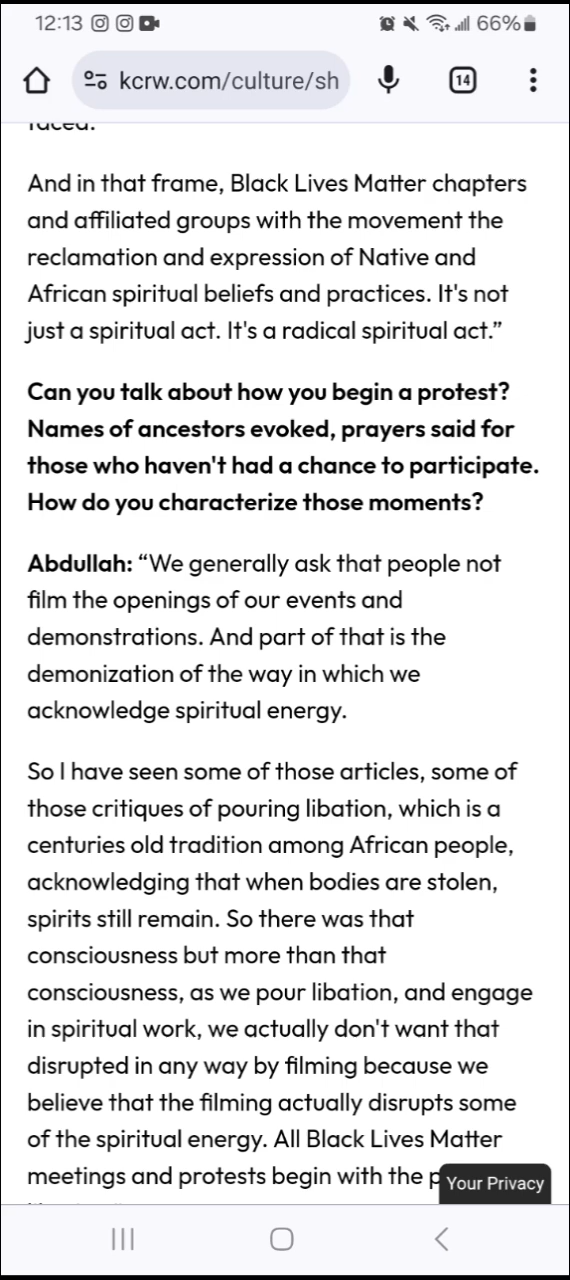 12:13
66%
kcrw.com/culture/sh
14
faced.
And in that frame, Black Lives Matter chapters
and affiliated groups with the movement the
reclamation and expression of Native and
African spiritual beliefs and practices. It's not
just a spiritual act. It's a radical spiritual act.”
Can you talk about how you begin a protest?
Names of ancestors evoked, prayers said for
those who haven't had a chance to participate.
How do you characterize those moments?
Abdullah: “We generally ask that people not
film the openings of our events and
demonstrations. And part of that is the
demonization of the way in which we
acknowledge spiritual energy.
So I have seen some of those articles, some of
those critiques of pouring libation, which is a
centuries old tradition among African people,
acknowledging that when bodies are stolen,
spirits still remain. So there was that
consciousness but more than that
consciousness, as we pour libation, and engage
in spiritual work, we actually don't want that
disrupted in any way by filming because we
believe that the filming actually disrupts some
of the spiritual energy. All Black Lives Matter
meetings and protests begin with the
Your Privacy